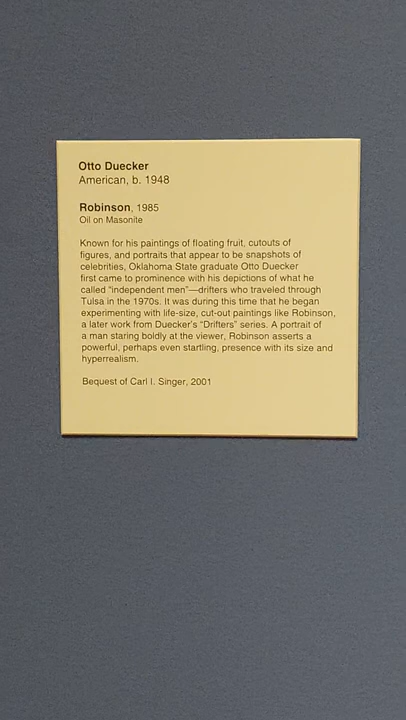 Otto Duecker
American, b. 1948
Robinson, 1985
Oil on Masonite
Known for his paintings of floating fruit, cutouts of
figures, and portraits that appear to be snapshots of
celebrities, Oklahoma State graduate Otto Duecker
first came to prominence with his depictions of what he
called “independent men”—drifters who traveled through
Tulsa in the 1970s. It was during this time that he began
experimenting with life-size, cut-out paintings like Robinson,
a later work from Duecker's “Drifters” series. A portrait of
a man staring boldly at the viewer, Robinson asserts a
powerful, perhaps even startling, presence with its size and
hyperrealism.
Bequest of Carl I. Singer, 2001